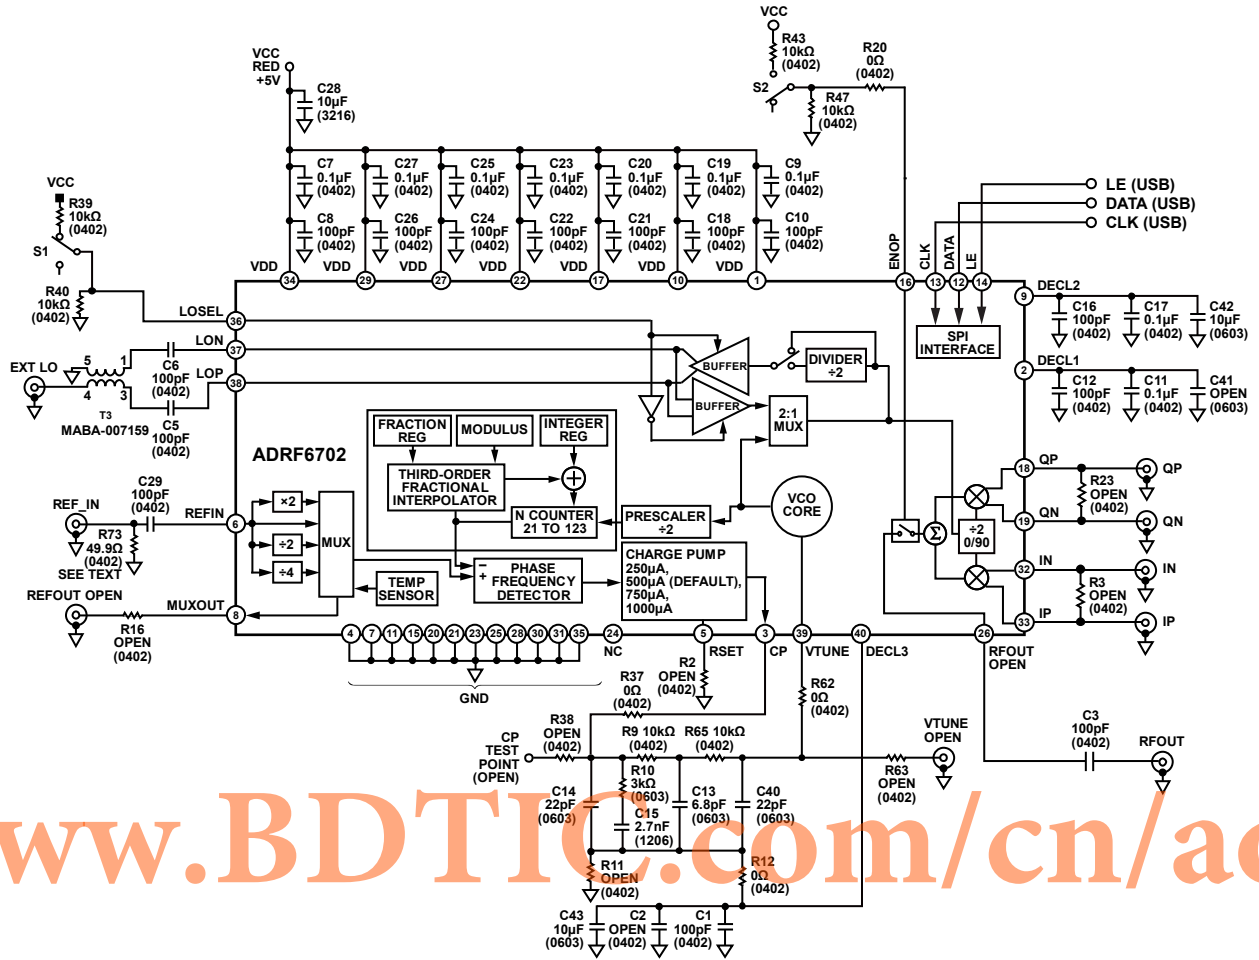 VCC
RED
+5V
C28
10µF
(3216)
VCC
R43
10kΩ
(0402)
S2
R47
10kΩ
(0402)
R20
0Ω
(0402)
VCC
R39
10kΩ
(0402)
S1
R40
10kΩ
(0402)
C7
0.1µF
(0402)
C27
0.1µF
(0402)
C25
0.1µF
(0402)
C23
0.1µF
(0402)
C20
0.1µF
(0402)
C19
0.1µF
(0402)
C9
0.1µF
(0402)
C8
100pF
(0402)
C26
100pF
(0402)
C24
100pF
(0402)
C22
100pF
(0402)
C21
100pF
(0402)
C18
100pF
(0402)
C10
100pF
(0402)
VDD
34
VDD
29
VDD
27
VDD
22
VDD
17
VDD
10
VDD
1
ENOP
16
CLK
13
DATA
12
LE
14
LE (USB)
DATA (USB)
CLK (USB)
SPI
INTERFACE
9
DECL2
C16
100pF
(0402)
C17
0.1µF
(0402)
C42
10µF
(0603)
2
DECL1
C12
100pF
(0402)
C11
0.1µF
(0402)
C41
OPEN
(0603)
LOSEL
36
LON
37
LOP
38
EXT LO
5
1
4
3
T3
MABA-007159
C6
100pF
(0402)
C5
100pF
(0402)
BUFFER
BUFFER
DIVIDER
÷2
2:1
MUX
ADRF6702
FRACTION
REG
MODULUS
INTEGER
REG
THIRD-ORDER
FRACTIONAL
INTERPOLATOR
+
N COUNTER
21 TO 123
PRESCALER
÷2
VCO
CORE
REF_IN
C29
100pF
(0402)
R73
49.9Ω
(0402)
SEE TEXT
REFIN
6
×2
÷2
÷4
MUX
TEMP
SENSOR
−
+
PHASE
FREQUENCY
DETECTOR
CHARGE PUMP
250µA,
500µA (DEFAULT),
750µA,
1000µA
REFOUT OPEN
R16
OPEN
(0402)
MUXOUT
8
Σ
÷2
0/90
18
QP
R23
OPEN
(0402)
QP
19
QN
QN
32
IN
R3
OPEN
(0402)
IN
33
IP
IP
4
7
11
15
20
21
23
25
28
30
31
35
GND
24
NC
5
RSET
3
CP
39
VTUNE
40
DECL3
26
RFOUT
OPEN
R2
OPEN
(0402)
R37
0Ω
(0402)
R62
0Ω
(0402)
CP
TEST
POINT
(OPEN)
R38
OPEN
(0402)
R9 10kΩ
(0402)
R65 10kΩ
(0402)
R63
OPEN
(0402)
VTUNE
OPEN
C3
100pF
(0402)
RFOUT
C14
22pF
(0603)
R10
3kΩ
(0603)
C15
2.7nF
(1206)
C13
6.8pF
(0603)
C40
22pF
(0603)
R11
OPEN
(0402)
R12
0Ω
(0402)
C43
10µF
(0603)
C2
OPEN
(0402)
C1
100pF
(0402)
ww.BDTIC.com/cn/ad